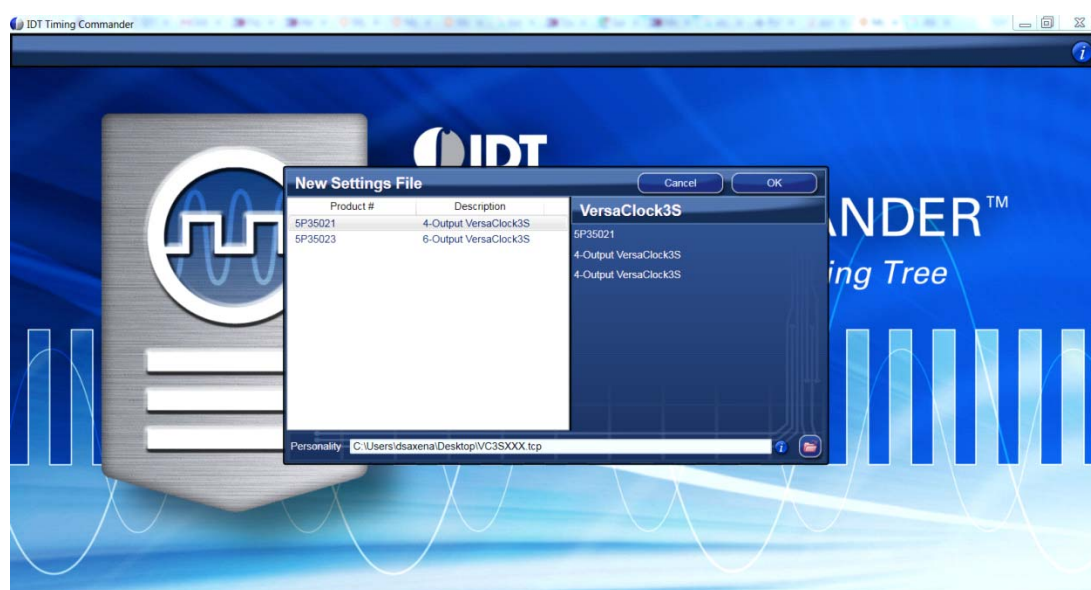 IDT Timing Commander
IDT
NDER™
ing Tree
New Settings File
Cancel
OK
Product #
Description
5P35021
4-Output VersaClock3S
5P35023
6-Output VersaClock3S
VersaClock3S
5P35021
4-Output VersaClock3S
4-Output VersaClock3S
Personality
C:\Users\dsaxena\Desktop\VC3SXXX.tcp